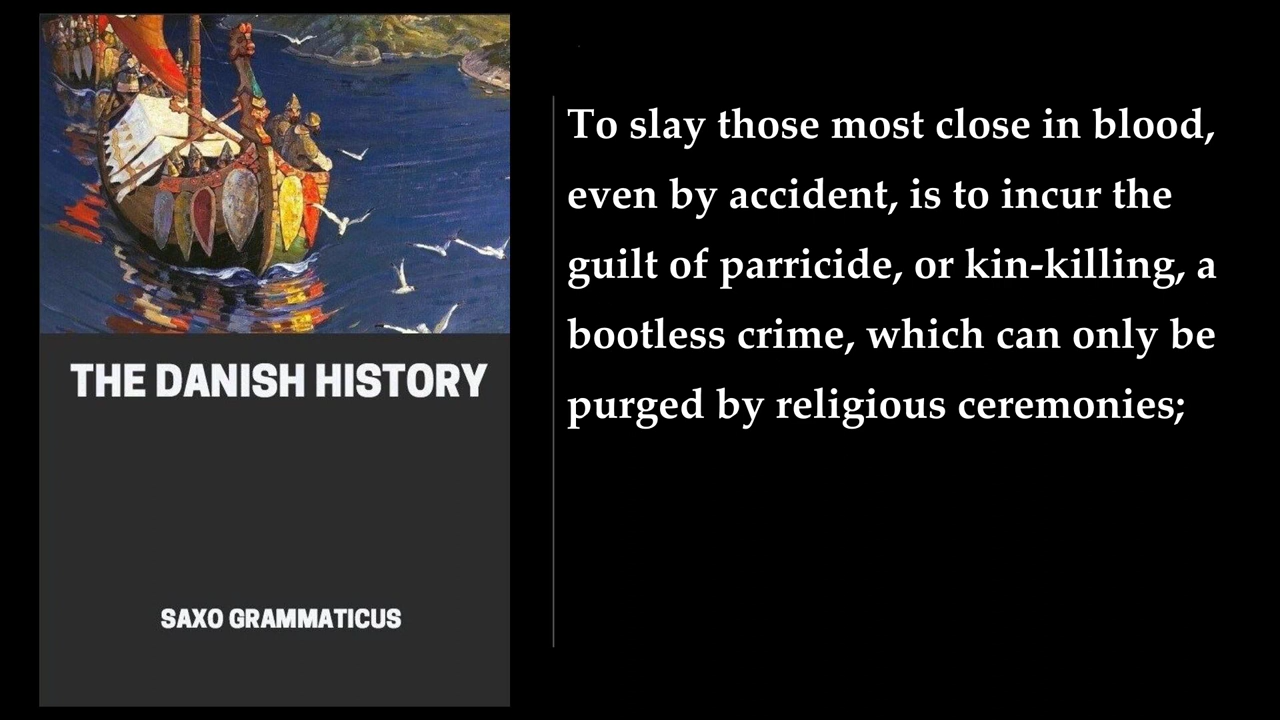 THE DANISH HISTORY
SAXO GRAMMATICUS
To slay those most close in blood,
even by accident, is to incur the
guilt of parricide, or kin-killing, a
bootless crime, which can only be
purged by religious ceremonies;